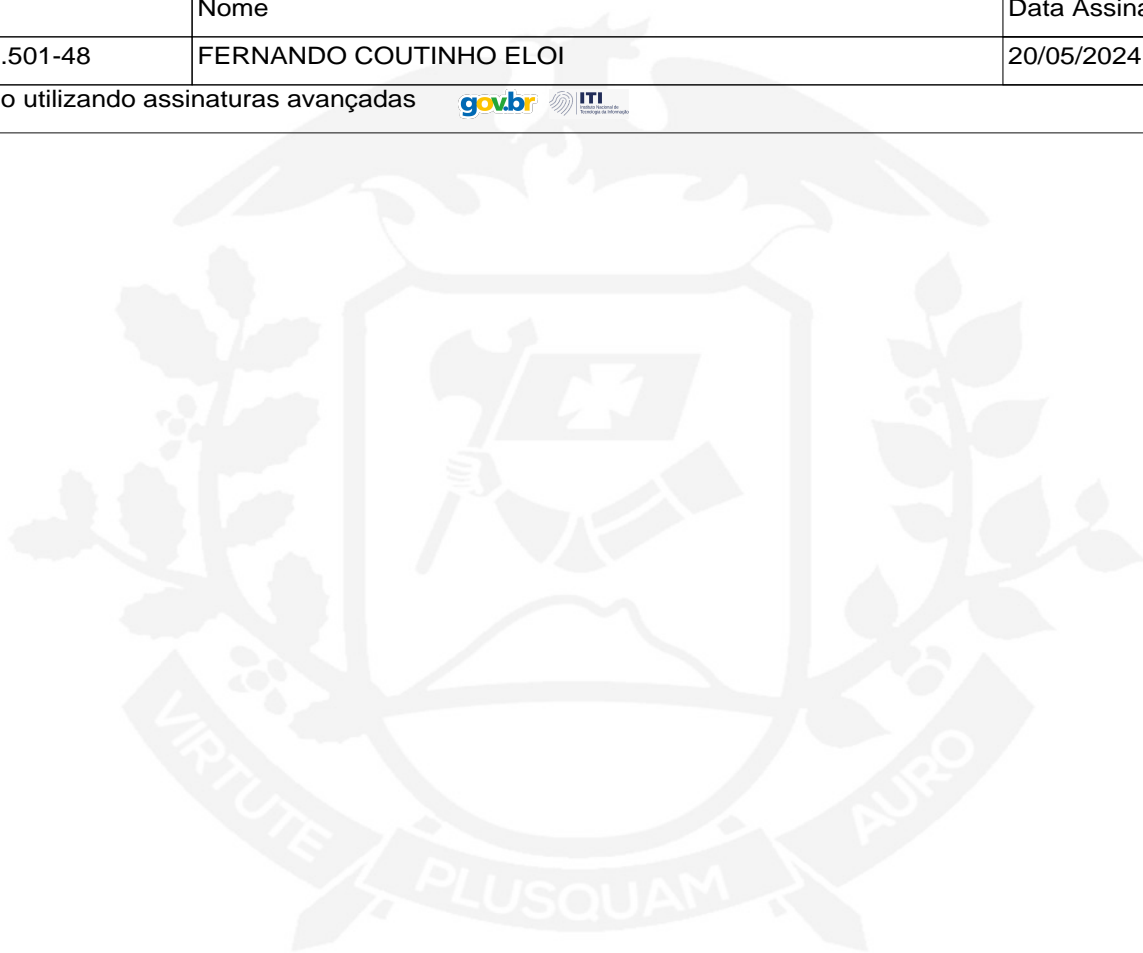 Nome Data Assina
.501-48 FERNANDO COUTINHO ELOI 20/05/2024
o utilizando assinaturas avançadas gov.br ITI
VIRTUTE PLUSQUAM AURO